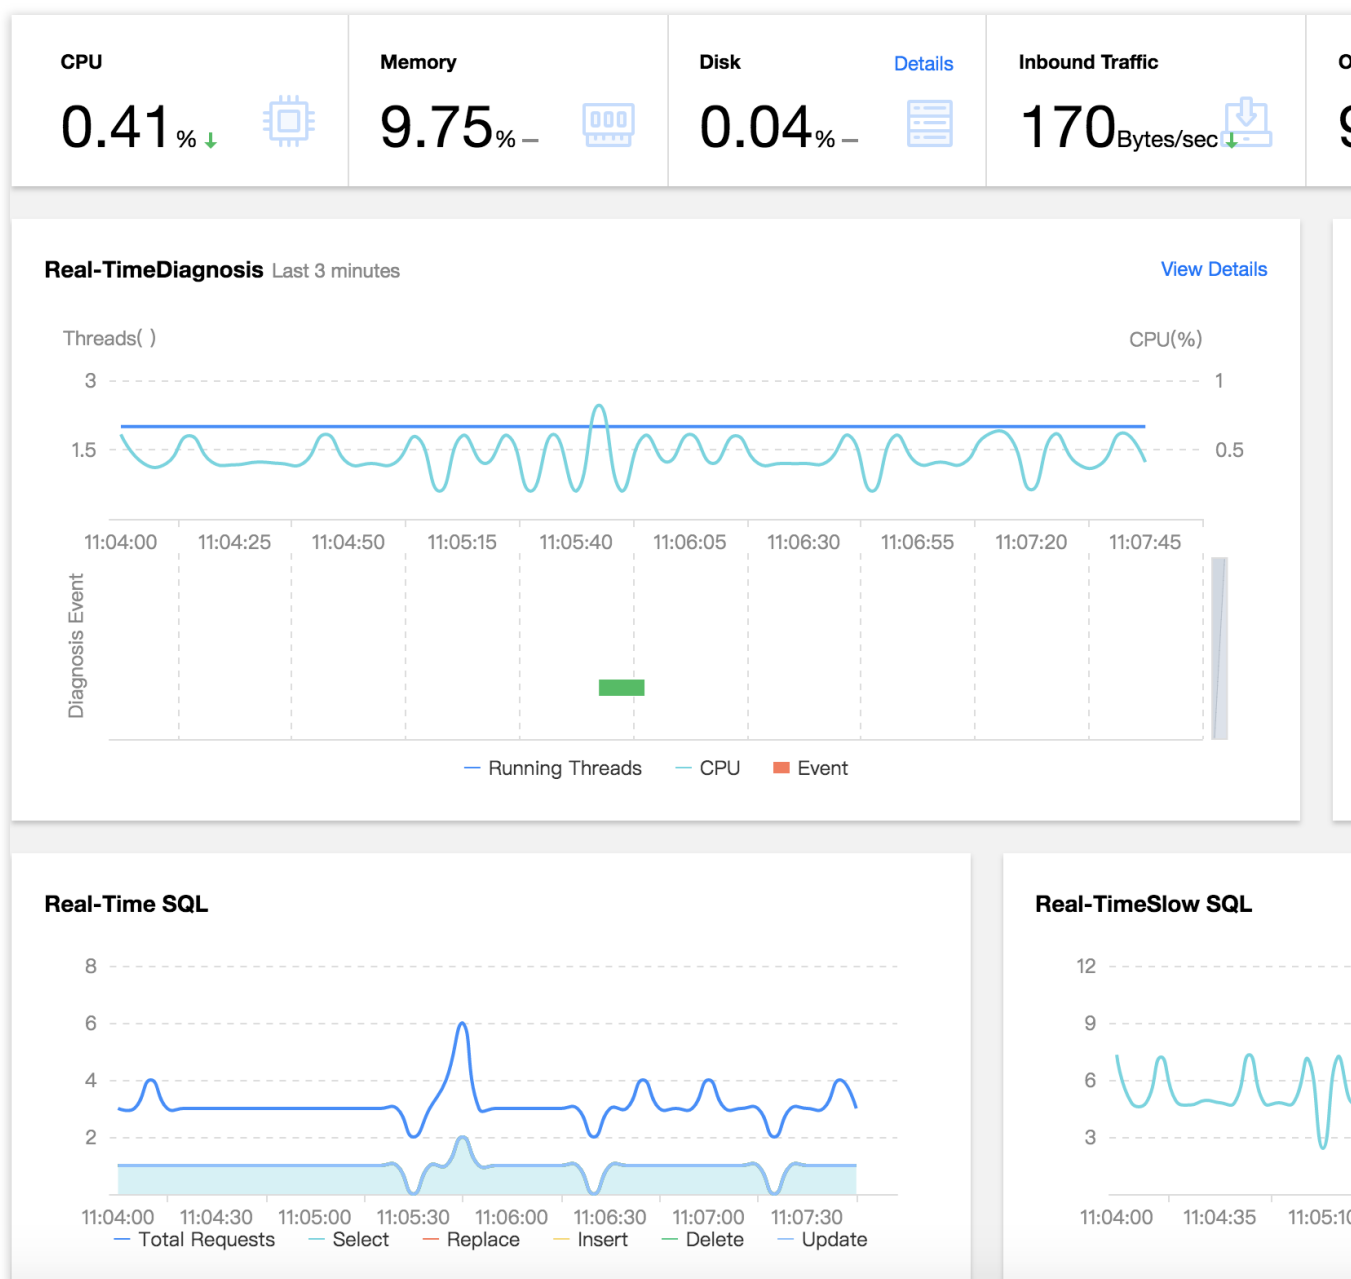 CPU
0.41%
Memory
9.75%
Disk
Details
0.04%
Inbound Traffic
170Bytes/sec
Real-TimeDiagnosis Last 3 minutes
View Details
Threads( )
CPU(%)
3
1
1.5
0.5
11:04:00 11:04:25 11:04:50 11:05:15 11:05:40 11:06:05 11:06:30 11:06:55 11:07:20 11:07:45
Diagnosis Event
Running Threads CPU Event
Real-Time SQL
8
6
4
2
11:04:00 11:04:30 11:05:00 11:05:30 11:06:00 11:06:30 11:07:00 11:07:30
Total Requests Select Replace Insert Delete Update
Real-TimeSlow SQL
12
9
6
3
11:04:00 11:04:35